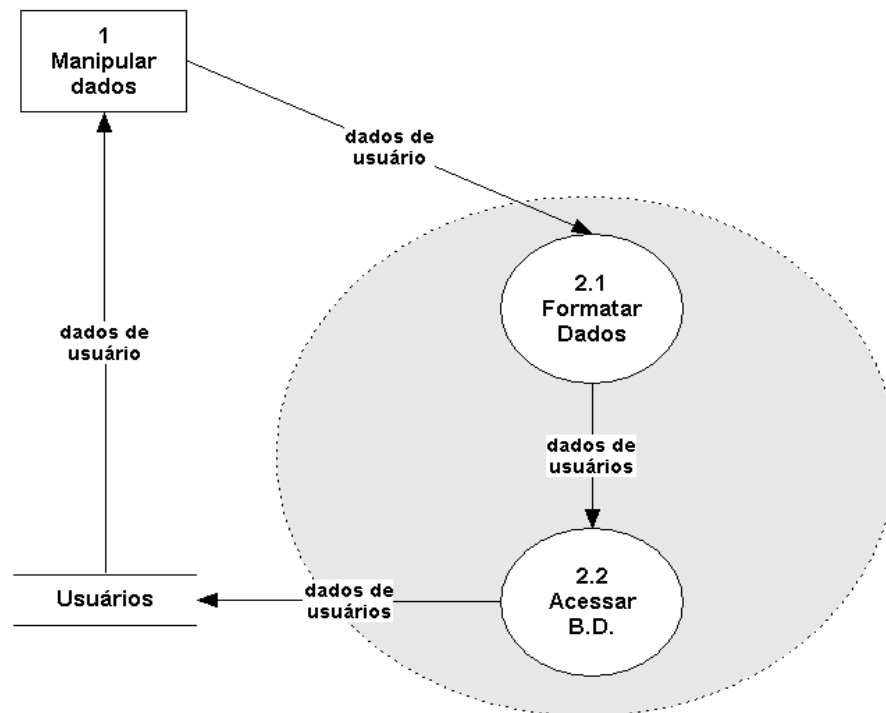 1
Manipular
dados
dados de
usuário
2.1
Formatar
Dados
dados de
usuário
dados de
usuários
2.2
Acessar
B.D.
dados de
usuários
Usuários